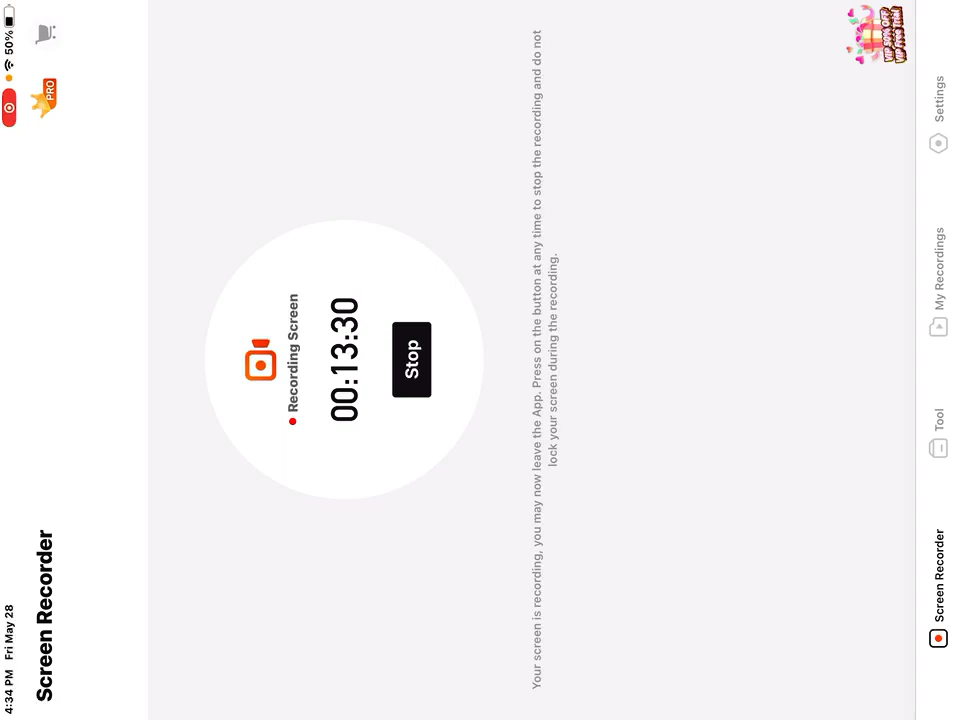 4:34 PM Fri May 28
50%
Screen Recorder
PRO
Recording Screen
00:13:30
Stop
Your screen is recording, you may now leave the App. Press on the button at any time to stop the recording and do not
lock your screen during the recording.
Screen Recorder
Tool
My Recordings
Settings